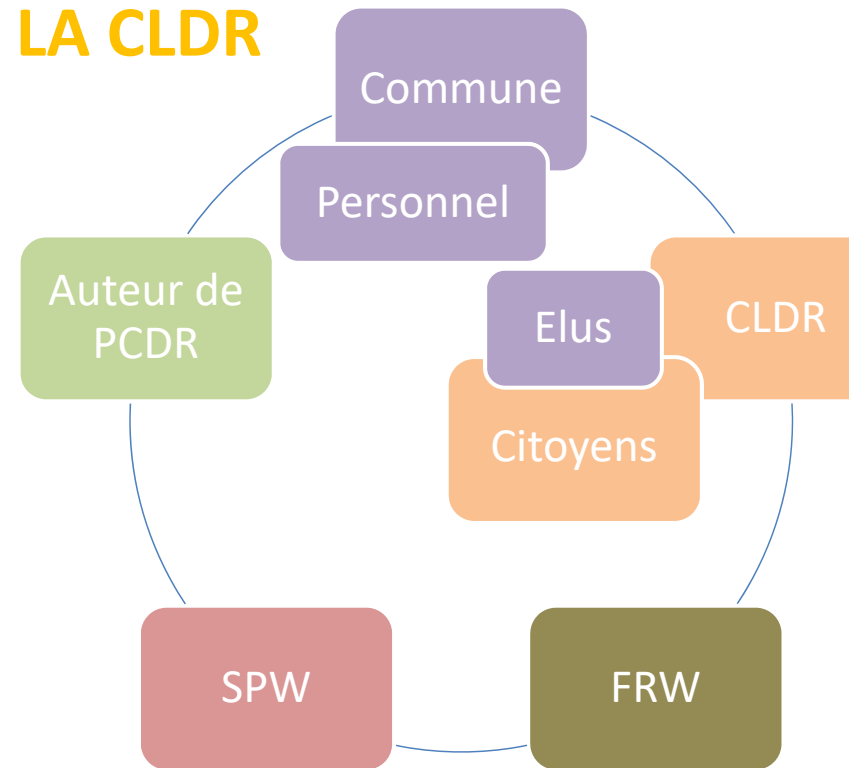 LA CLDR
Commune
Personnel
Auteur de
PCDR
Elus
CLDR
Citoyens
SPW
FRW